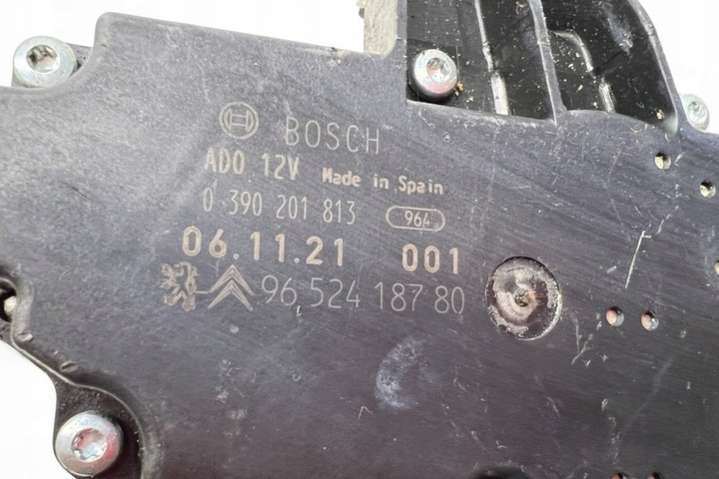 BOSCH
ADO 12V Made in Spain
0 390 201 813 964
06.11.21 001
96 524 187 80